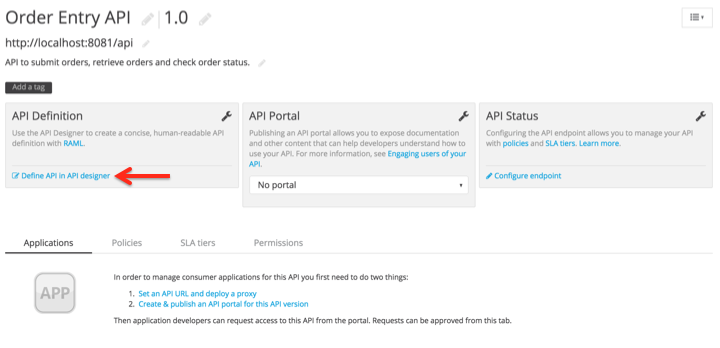 Order Entry API 1.0
http://localhost:8081/api
API to submit orders, retrieve orders and check order status.
Add a tag
API Definition
Use the API Designer to create a concise, human-readable API
definition with RAML.
Define API in API designer
API Portal
Publishing an API portal allows you to expose documentation
and other content that can help developers understand how to
use your API. For more information, see Engaging users of your
API.
No portal
API Status
Configuring the API endpoint allows you to manage your API
with policies and SLA tiers. Learn more.
Configure endpoint
Applications Policies SLA tiers Permissions
APP
In order to manage consumer applications for this API you first need to do two things:
1. Set an API URL and deploy a proxy
2. Create & publish an API portal for this API version
Then application developers can request access to this API from the portal. Requests can be approved from this tab.